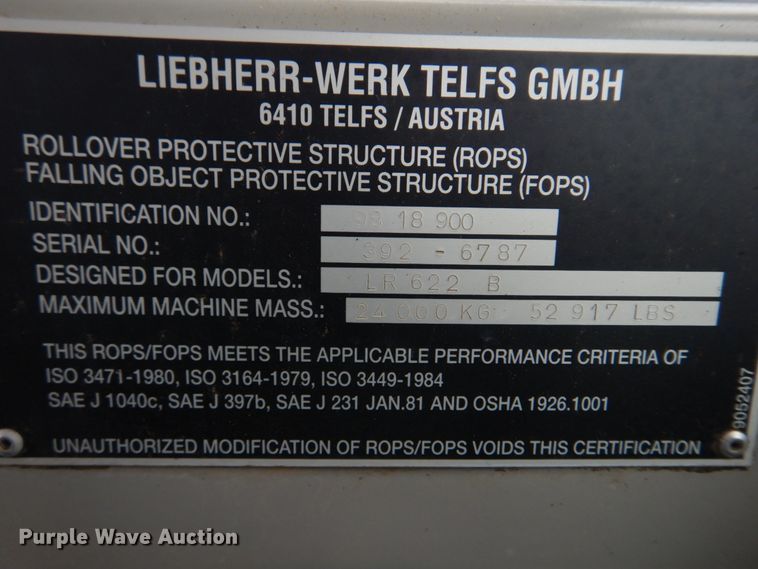 LIEBHERR-WERK TELFS GMBH
6410 TELFS / AUSTRIA
ROLLOVER PROTECTIVE STRUCTURE (ROPS)
FALLING OBJECT PROTECTIVE STRUCTURE (FOPS)
IDENTIFICATION NO.: 18 900
SERIAL NO.: 392 - 6787
DESIGNED FOR MODELS.: LR 622 B
MAXIMUM MACHINE MASS.: 24 000 KG 52 917 LBS
THIS ROPS/FOPS MEETS THE APPLICABLE PERFORMANCE CRITERIA OF
ISO 3471-1980, ISO 3164-1979, ISO 3449-1984
SAE J 1040c, SAE J 397b, SAE J 231 JAN.81 AND OSHA 1926.1001
9052407
UNAUTHORIZED MODIFICATION OF ROPS/FOPS VOIDS THIS CERTIFICATION
Purple Wave Auction